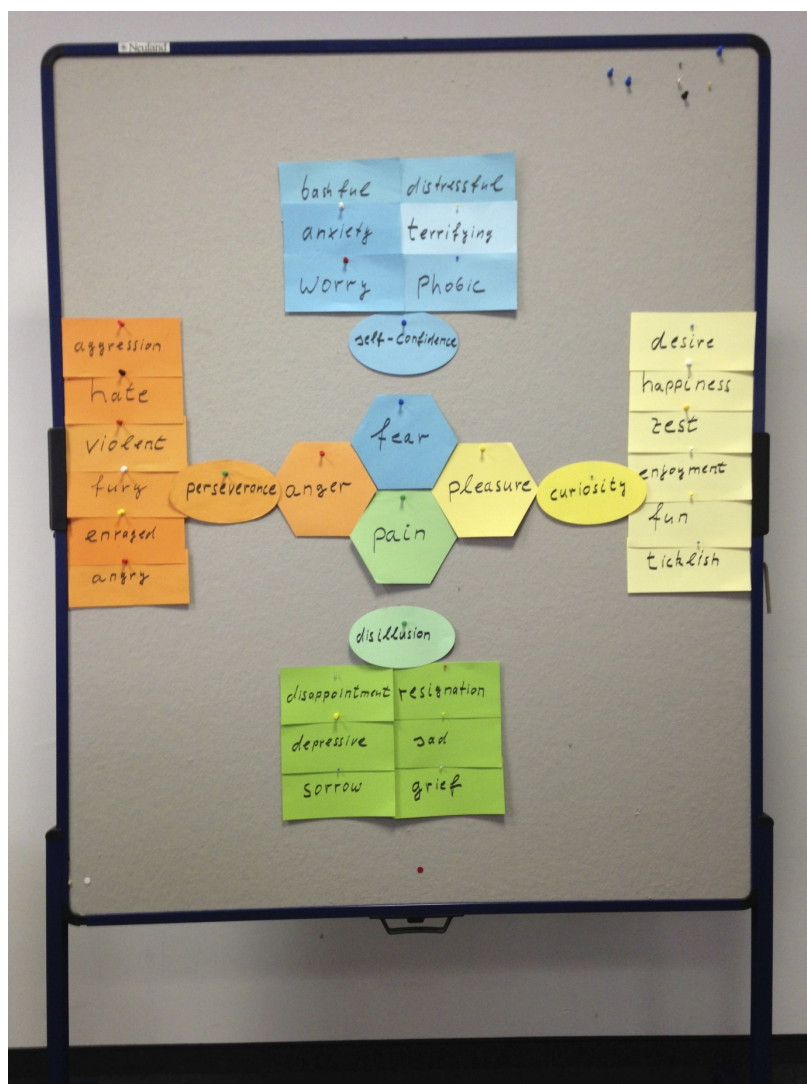 Neuland
bashful distressful
anxiety terrifying
worry Phobic
self-confidence
aggression
hate
violent
fury
enraged
angry
perseverance
anger
fear
pain
pleasure
curiosity
desire
happiness
zest
enjoyment
fun
ticklish
disillusion
disappointment resignation
depressive sad
sorrow grief